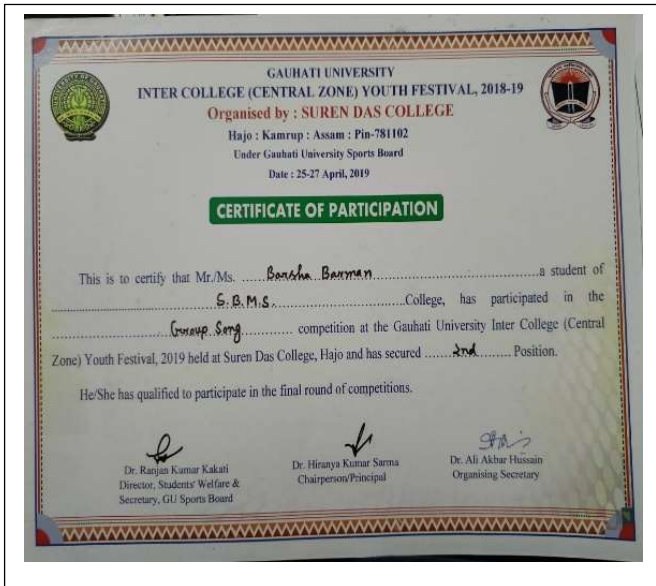 GAUHATI UNIVERSITY
INTER COLLEGE (CENTRAL ZONE) YOUTH FESTIVAL, 2018-19
Organised by : SUREN DAS COLLEGE
Hajo : Kamrup : Assam : Pin-781102
Under Gauhati University Sports Board
Date : 25-27 April, 2019
CERTIFICATE OF PARTICIPATION
This is to certify that Mr./Ms. Barsha Barman a student of
S.B.M.S. College, has participated in the
Group Song competition at the Gauhati University Inter College (Central
Zone) Youth Festival, 2019 held at Suren Das College, Hajo and has secured 2nd Position.
He/She has qualified to participate in the final round of competitions.
Dr. Ranjan Kumar Kakati
Director, Students' Welfare &
Secretary, GU Sports Board
Dr. Hiranya Kumar Sarma
Chairperson/Principal
Dr. Ali Akbar Hussain
Organising Secretary